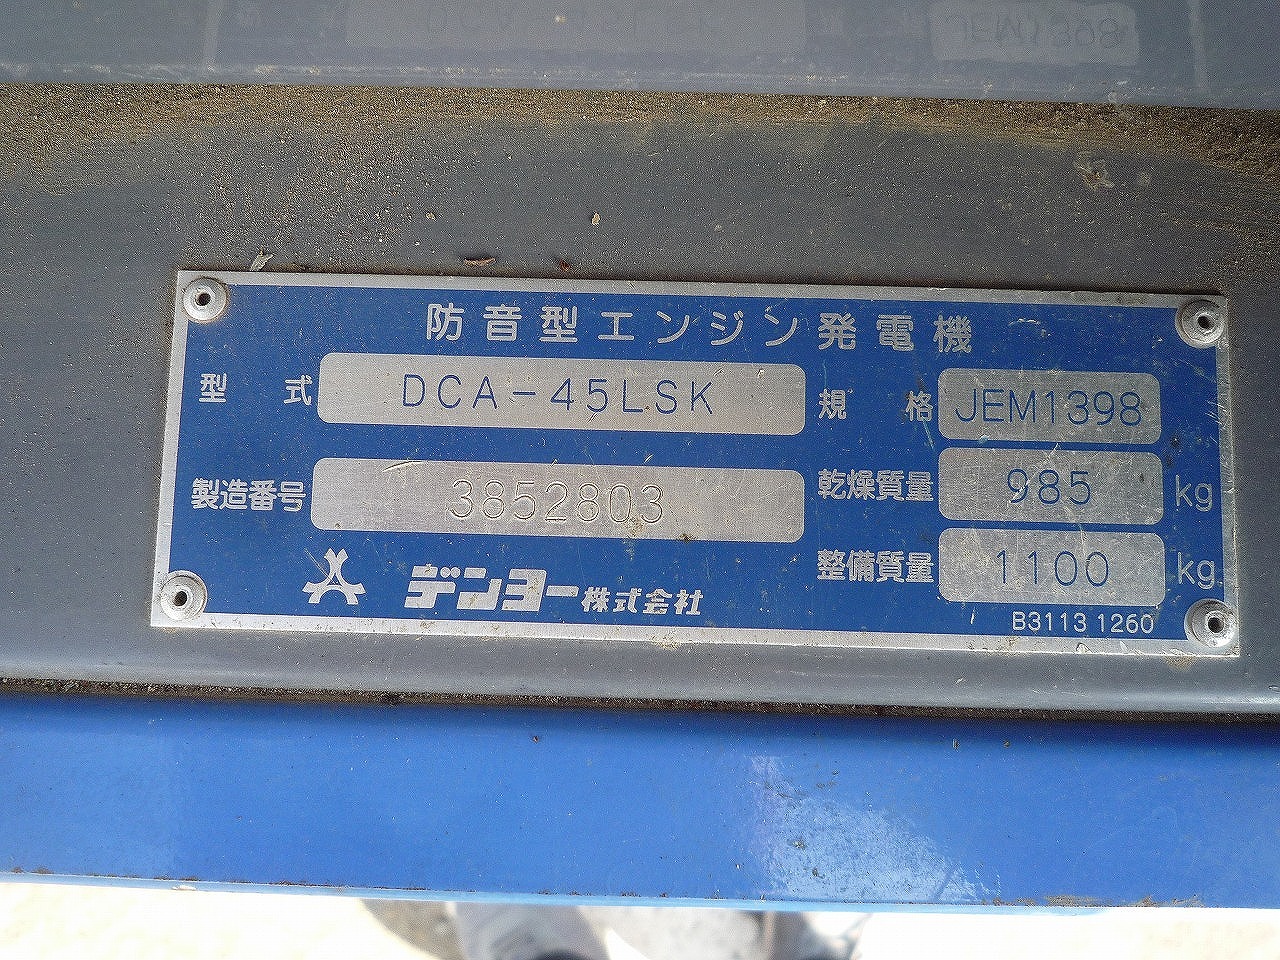 防音型エンジン発電機
型式 DCA-45LSK 規格 JEM1398
製造番号 3852803 乾燥質量 985 kg
デンヨー株式会社 整備質量 1100 kg
B3113 1260